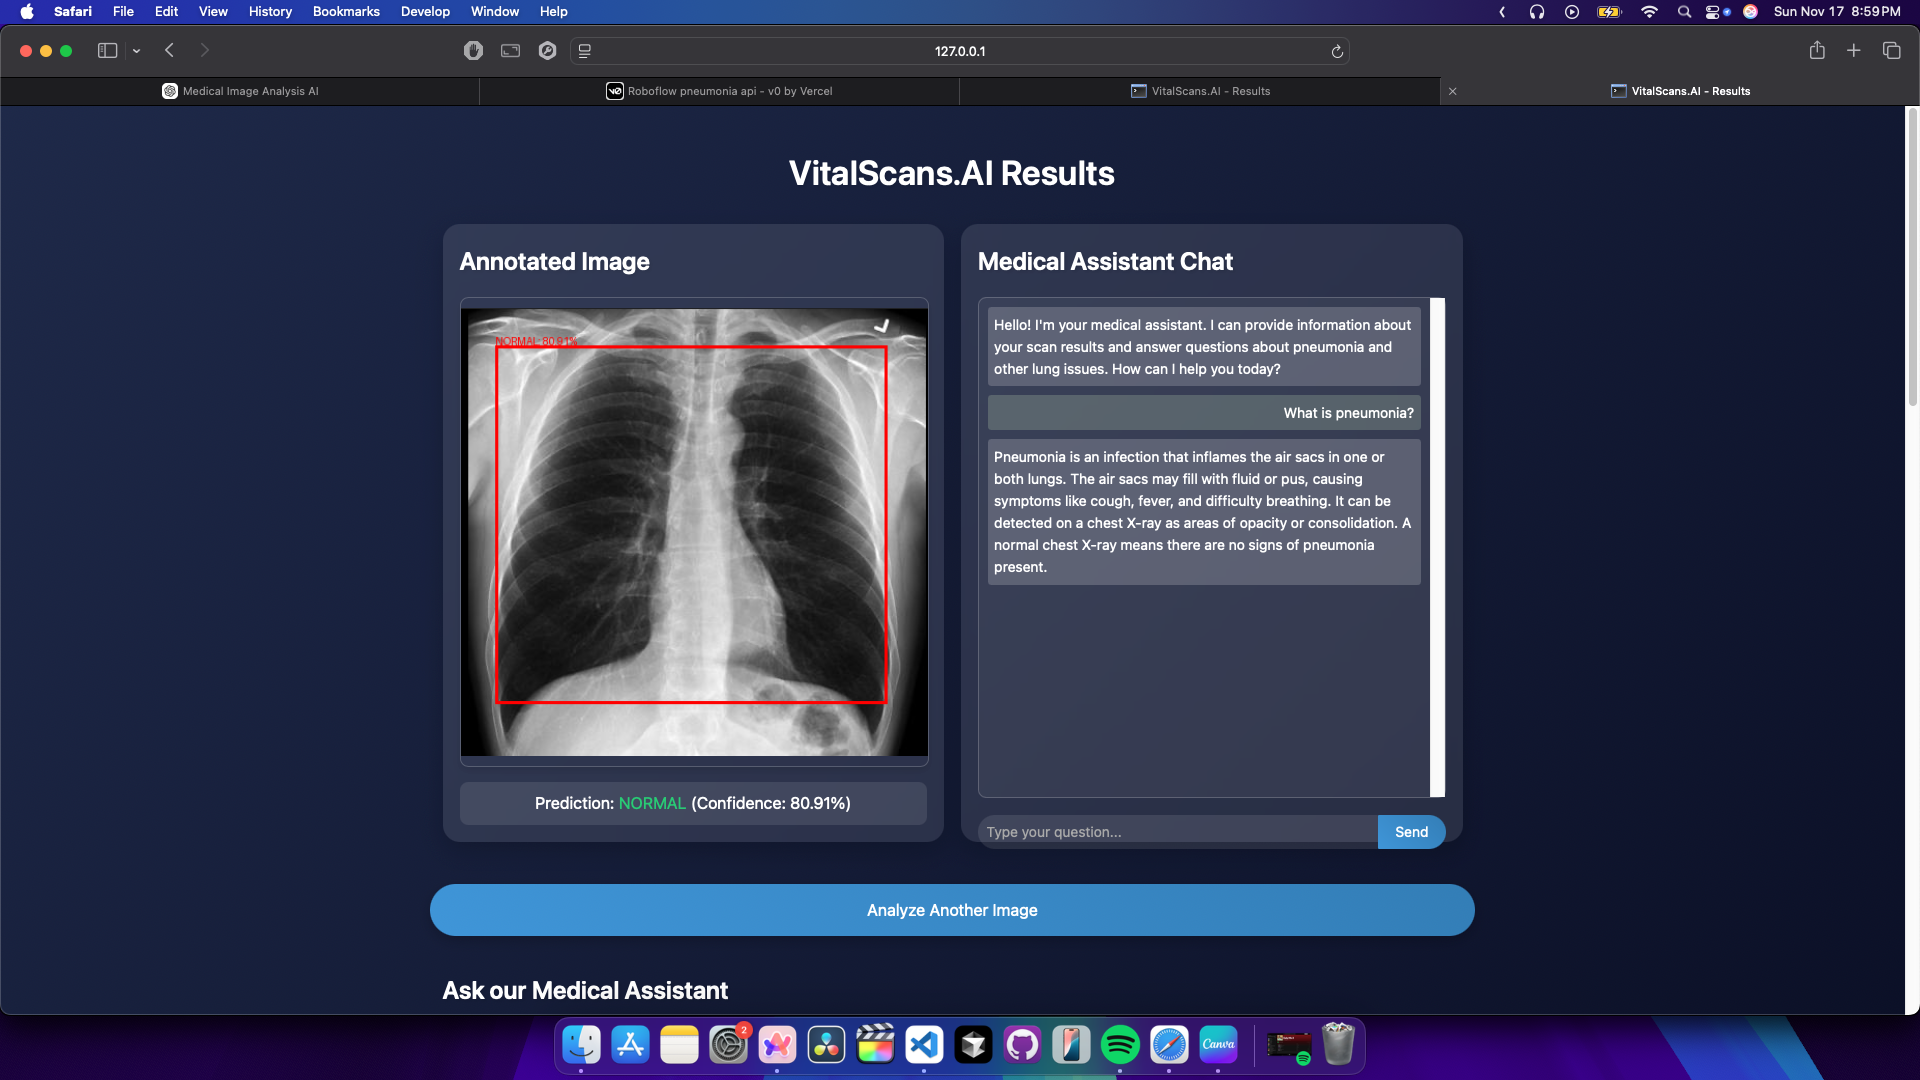 Safari File Edit View History Bookmarks Develop Window Help Sun Nov 17 8:59 PM
127.0.0.1
Medical Image Analysis AI
Roboflow pneumonia api - v0 by Vercel
VitalScans.AI - Results
VitalScans.AI - Results
VitalScans.AI Results
Annotated Image
NORMAL 80.91%
Prediction: NORMAL (Confidence: 80.91%)
Medical Assistant Chat
Hello! I'm your medical assistant. I can provide information about
your scan results and answer questions about pneumonia and
other lung issues. How can I help you today?
What is pneumonia?
Pneumonia is an infection that inflames the air sacs in one or
both lungs. The air sacs may fill with fluid or pus, causing
symptoms like cough, fever, and difficulty breathing. It can be
detected on a chest X-ray as areas of opacity or consolidation. A
normal chest X-ray means there are no signs of pneumonia
present.
Type your question...
Send
Analyze Another Image
Ask our Medical Assistant
2
Canva